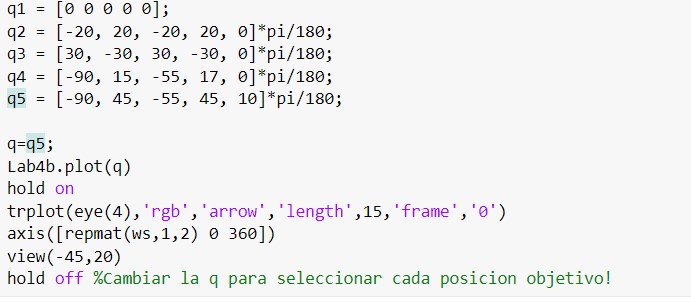 q1 = [0 0 0 0 0];
q2 = [-20, 20, -20, 20, 0]*pi/180;
q3 = [30, -30, 30, -30, 0]*pi/180;
q4 = [-90, 15, -55, 17, 0]*pi/180;
q5 = [-90, 45, -55, 45, 10]*pi/180;

q=q5;
Lab4b.plot(q)
hold on
trplot(eye(4),'rgb','arrow','length',15,'frame','0')
axis([repmat(ws,1,2) 0 360])
view(-45,20)
hold off %Cambiar la q para seleccionar cada posicion objetivo!